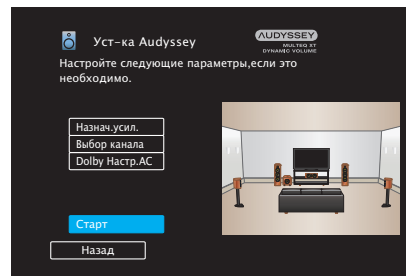 Уст-ка Audyssey
AUDYSSEY
MULTEQ XT
DYNAMIC VOLUME
Настройте следующие параметры,если это
необходимо.
Назнач.усил.
Выбор канала
Dolby Настр.АС
Старт
Назад